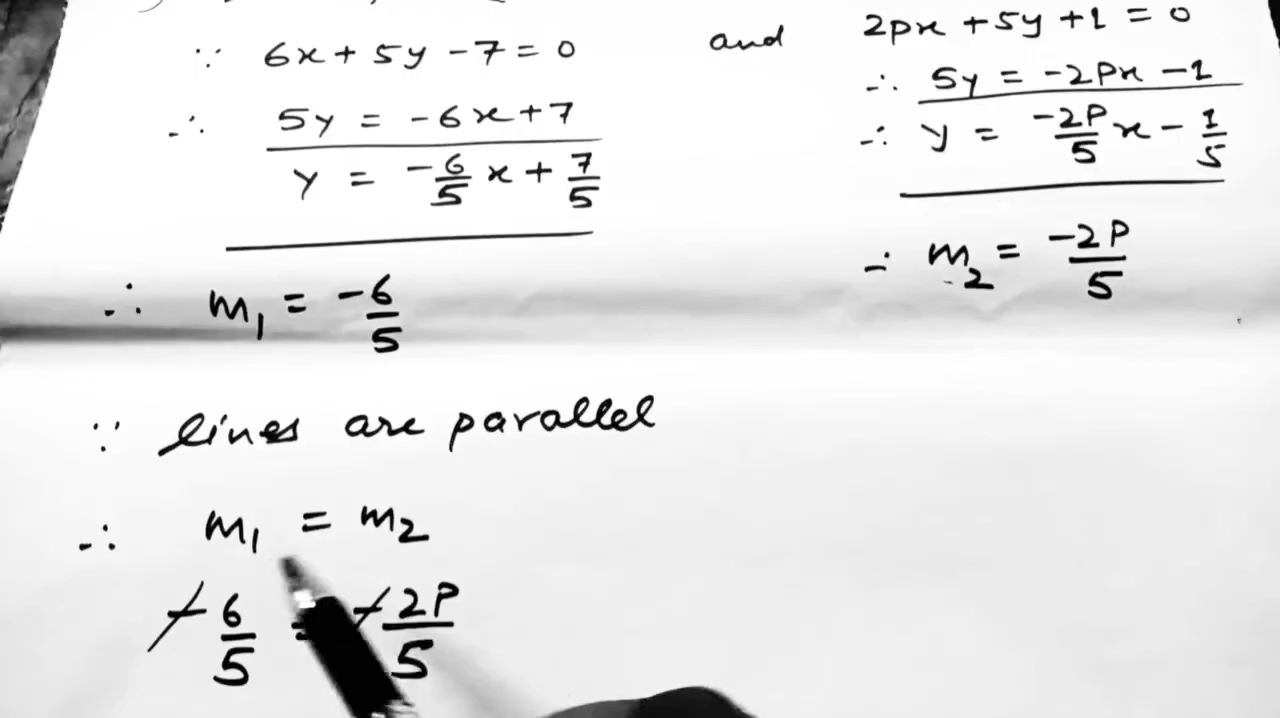 ∵ 6x + 5y - 7 = 0 and 2px + 5y + 1 = 0
∴ 5y = -6x + 7
∴ 5y = -2Px - 1
y = -6/5 x + 7/5
∴ y = -2P/5 x - 1/5
∴ m₁ = -6/5
∴ m₂ = -2P/5
∵ lines are parallel
∴ m₁ = m₂
-6/5 = -2P/5